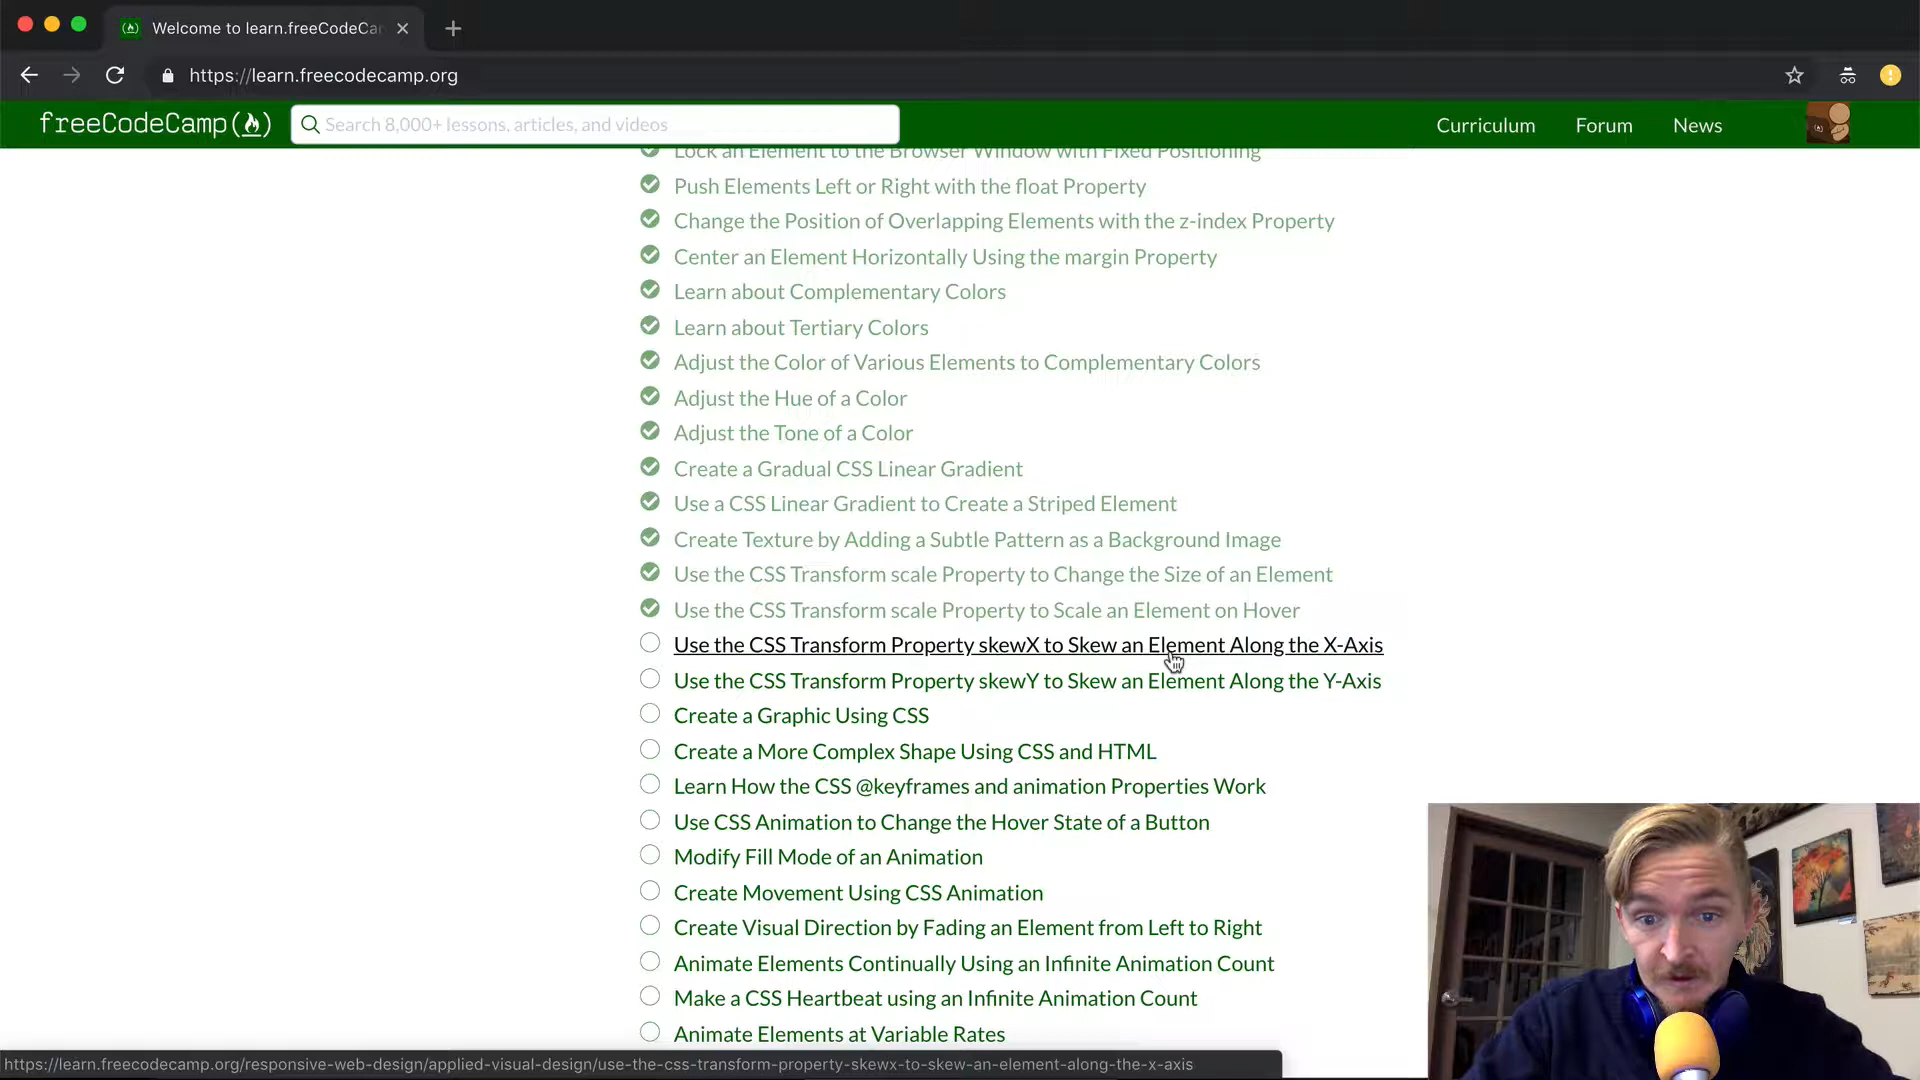 Welcome to learn.freeCodeCa
https://learn.freecodecamp.org
freeCodeCamp
Search 8,000+ lessons, articles, and videos
Curriculum
Forum
News
Lock an Element to the Browser Window with Fixed Positioning
Push Elements Left or Right with the float Property
Change the Position of Overlapping Elements with the z-index Property
Center an Element Horizontally Using the margin Property
Learn about Complementary Colors
Learn about Tertiary Colors
Adjust the Color of Various Elements to Complementary Colors
Adjust the Hue of a Color
Adjust the Tone of a Color
Create a Gradual CSS Linear Gradient
Use a CSS Linear Gradient to Create a Striped Element
Create Texture by Adding a Subtle Pattern as a Background Image
Use the CSS Transform scale Property to Change the Size of an Element
Use the CSS Transform scale Property to Scale an Element on Hover
Use the CSS Transform Property skewX to Skew an Element Along the X-Axis
Use the CSS Transform Property skewY to Skew an Element Along the Y-Axis
Create a Graphic Using CSS
Create a More Complex Shape Using CSS and HTML
Learn How the CSS @keyframes and animation Properties Work
Use CSS Animation to Change the Hover State of a Button
Modify Fill Mode of an Animation
Create Movement Using CSS Animation
Create Visual Direction by Fading an Element from Left to Right
Animate Elements Continually Using an Infinite Animation Count
Make a CSS Heartbeat using an Infinite Animation Count
Animate Elements at Variable Rates
https://learn.freecodecamp.org/responsive-web-design/applied-visual-design/use-the-css-transform-property-skewx-to-skew-an-element-along-the-x-axis